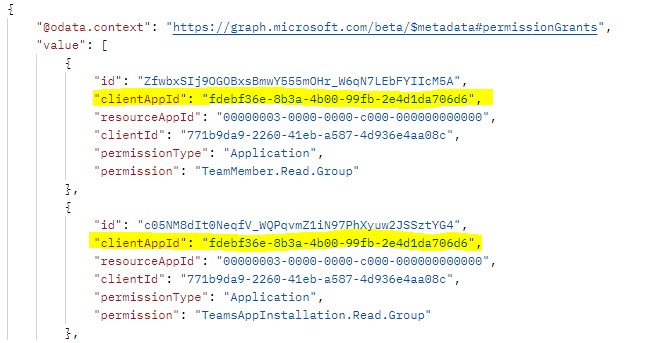 {
"@odata.context": "https://graph.microsoft.com/beta/$metadata#permissionGrants",
"value": [
{
"id": "ZfwbxSIj9OGOBxsBmwY555mOHr_W6qN7LEbFYIIcM5A",
"clientAppId": "fdebf36e-8b3a-4b00-99fb-2e4d1da706d6",
"resourceAppId": "00000003-0000-0000-c000-000000000000",
"clientId": "771b9da9-2260-41eb-a587-4d936e4aa08c",
"permissionType": "Application",
"permission": "TeamMember.Read.Group"
},
{
"id": "c05NM8dIt0NeqfV_WQPqvmZ1iN97PhXyuw2JSSztYG4",
"clientAppId": "fdebf36e-8b3a-4b00-99fb-2e4d1da706d6",
"resourceAppId": "00000003-0000-0000-c000-000000000000",
"clientId": "771b9da9-2260-41eb-a587-4d936e4aa08c",
"permissionType": "Application",
"permission": "TeamsAppInstallation.Read.Group"
},